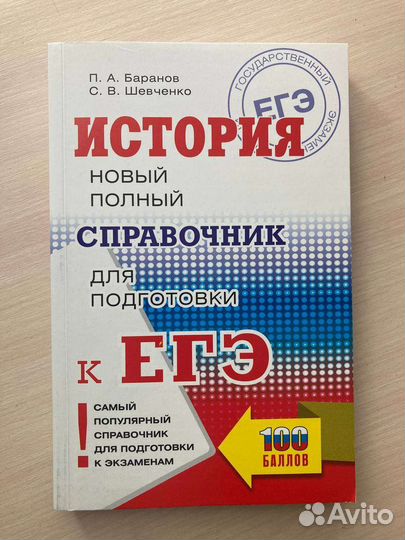 П. А. Баранов
С. В. Шевченко
ГОСУДАРСТВЕННЫЙ
ЕГЭ
ИСТОРИЯ
НОВЫЙ
ПОЛНЫЙ
СПРАВОЧНИК
ДЛЯ
ПОДГОТОВКИ
К ЕГЭ
!
САМЫЙ
ПОПУЛЯРНЫЙ
СПРАВОЧНИК
ДЛЯ ПОДГОТОВКИ
К ЭКЗАМЕНАМ
100
БАЛЛОВ
Avito